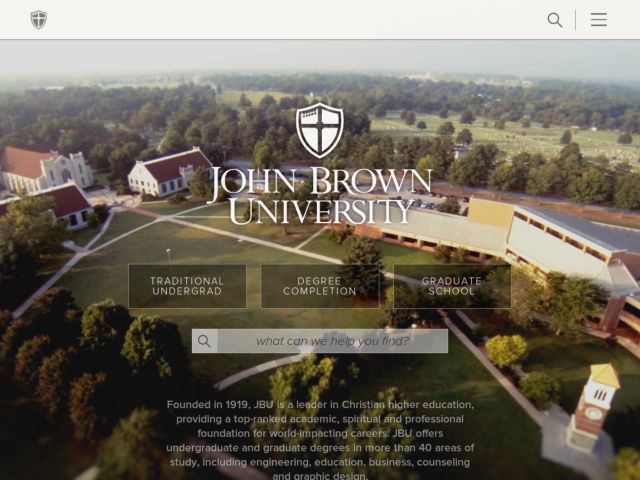 JOHN BROWN
UNIVERSITY
TRADITIONAL
UNDERGRAD
DEGREE
COMPLETION
GRADUATE
SCHOOL
what can we help you find?
Founded in 1919, JBU is a leader in Christian higher education,
providing a top-ranked academic, spiritual and professional
foundation for world-impacting careers. JBU offers
undergraduate and graduate degrees in more than 40 areas of
study, including engineering, education, business, counseling
and graphic design.